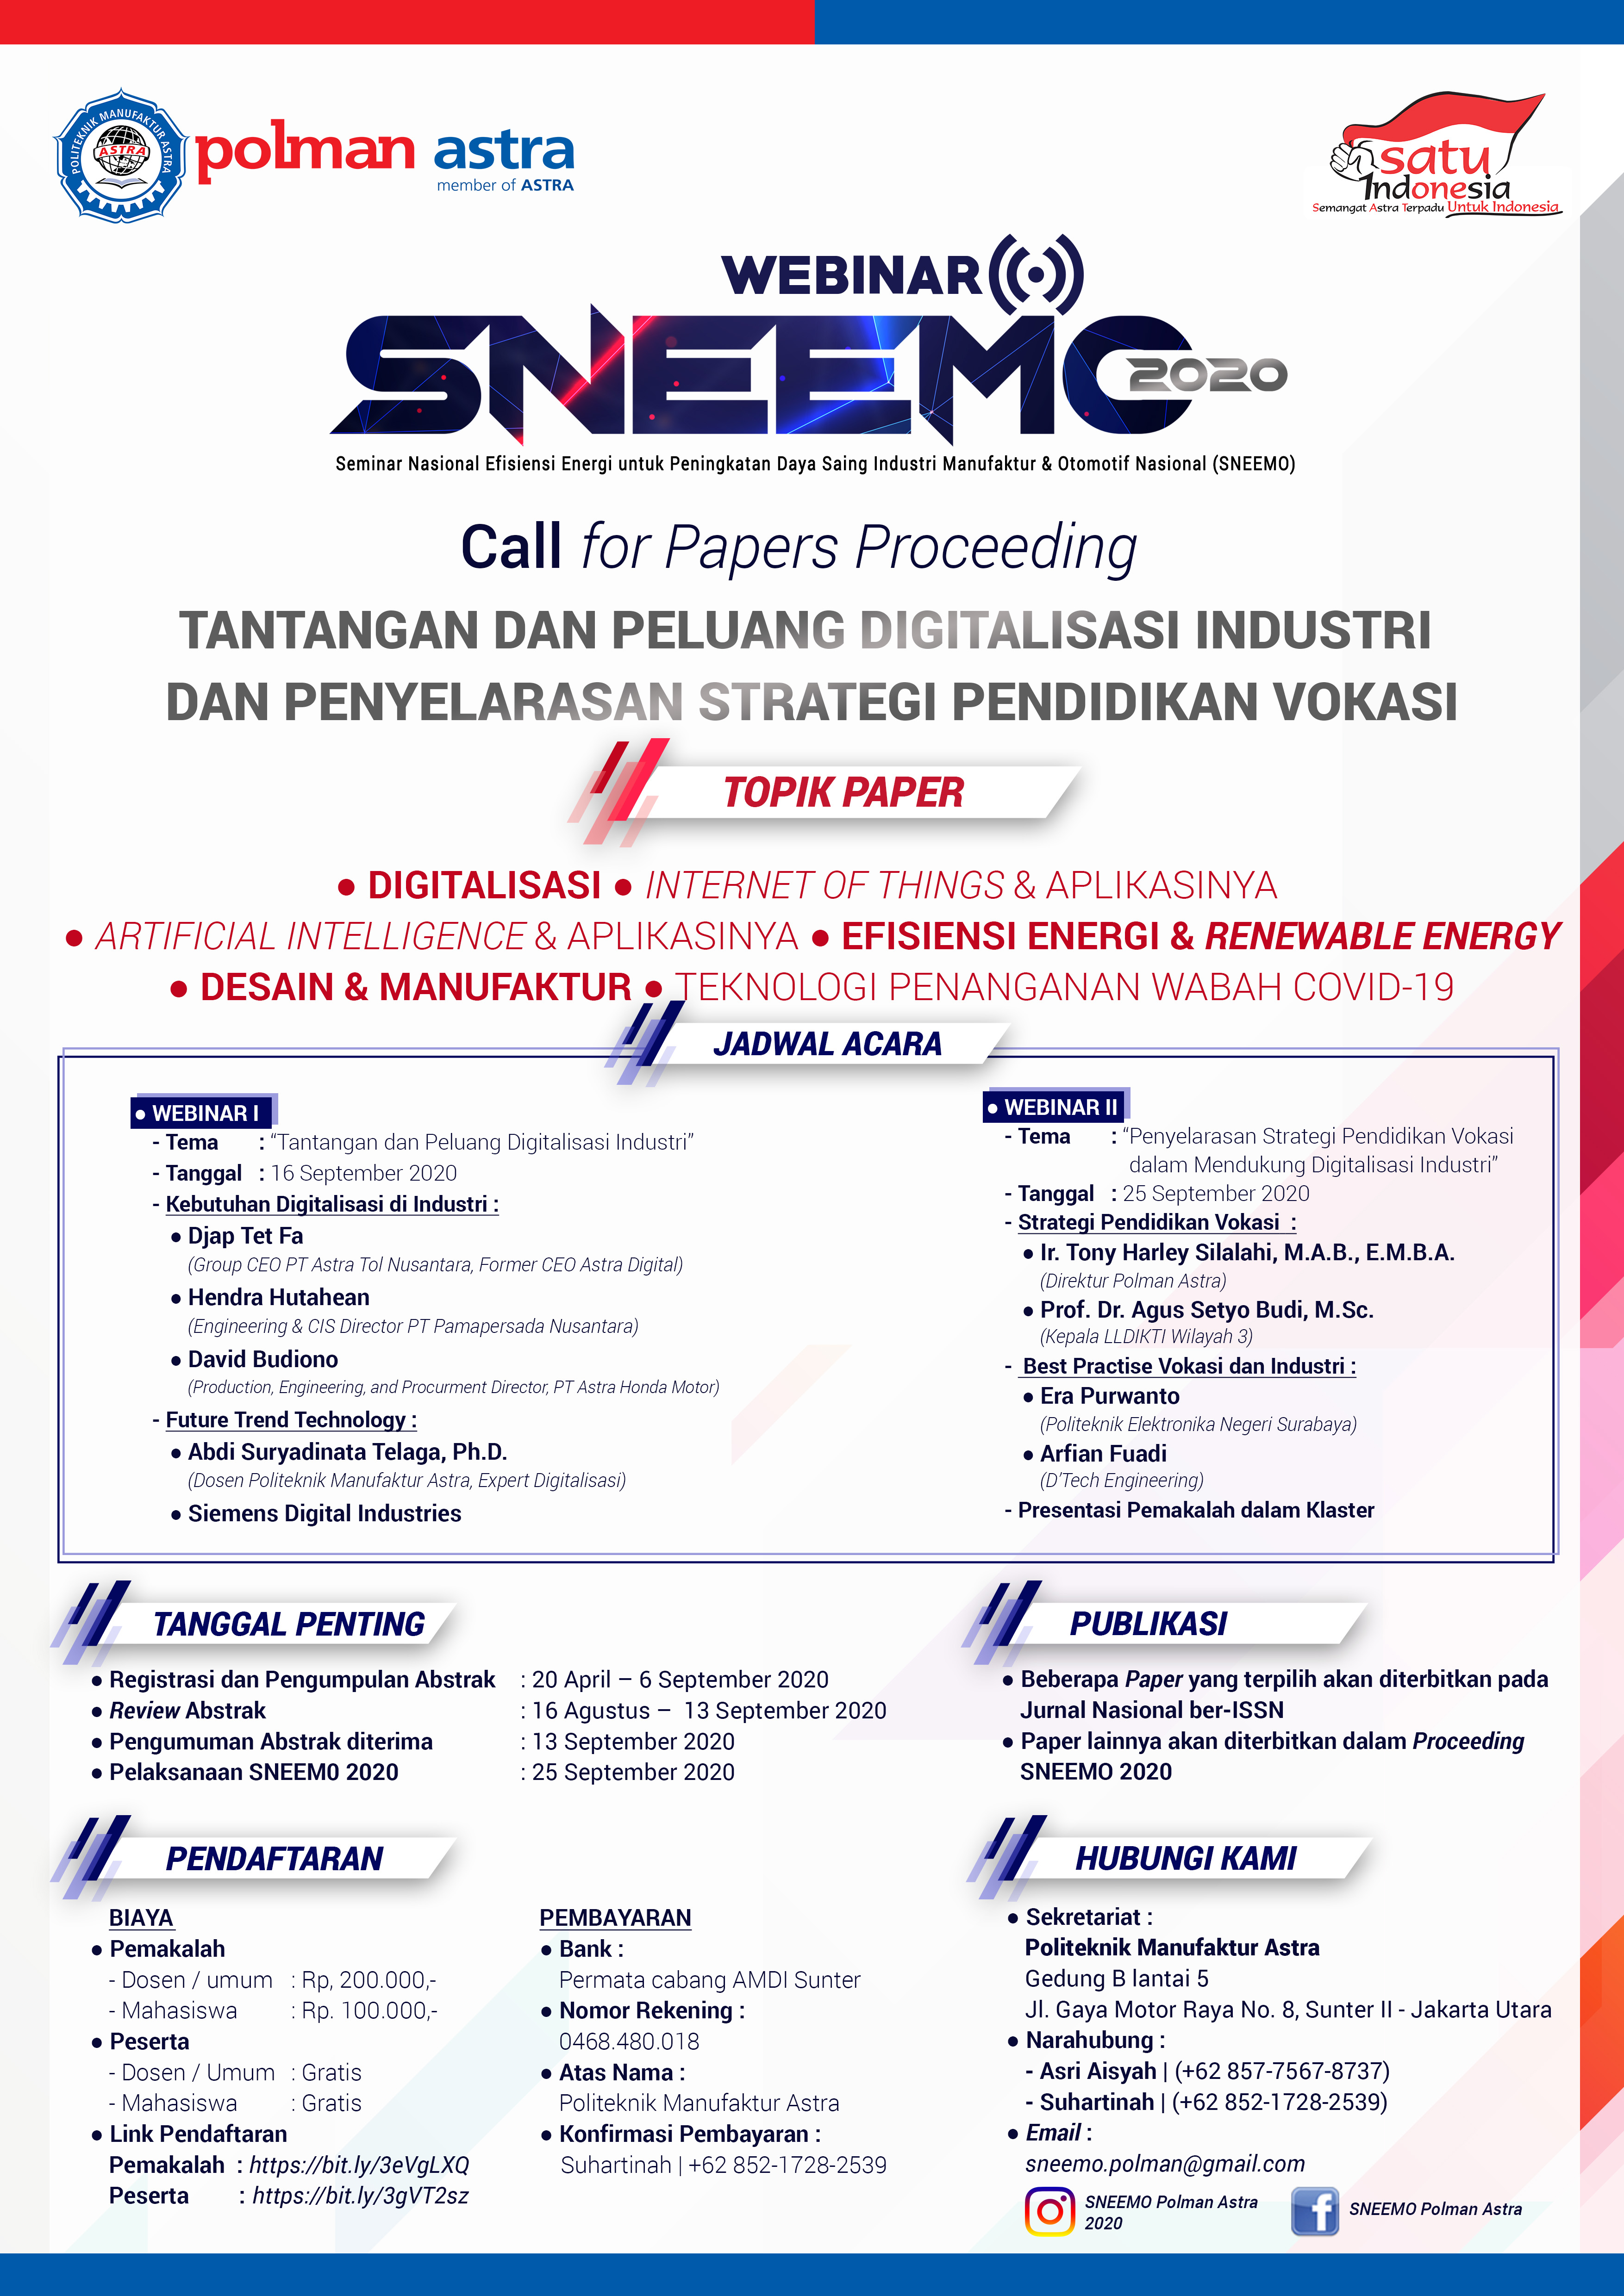 POLITEKNIK MANUFAKTUR ASTRA
ASTRA
polman astra
member of ASTRA
satu
Indonesia
Semangat Astra Terpadu Untuk Indonesia
WEBINAR
SNEEMO 2020
Seminar Nasional Efisiensi Energi untuk Peningkatan Daya Saing Industri Manufaktur & Otomotif Nasional (SNEEMO)
Call for Papers Proceeding
TANTANGAN DAN PELUANG DIGITALISASI INDUSTRI
DAN PENYELARASAN STRATEGI PENDIDIKAN VOKASI
TOPIK PAPER
● DIGITALISASI ● INTERNET OF THINGS & APLIKASINYA
● ARTIFICIAL INTELLIGENCE & APLIKASINYA ● EFISIENSI ENERGI & RENEWABLE ENERGY
● DESAIN & MANUFAKTUR ● TEKNOLOGI PENANGANAN WABAH COVID-19
JADWAL ACARA
● WEBINAR I
- Tema : “Tantangan dan Peluang Digitalisasi Industri”
- Tanggal : 16 September 2020
- Kebutuhan Digitalisasi di Industri :
● Djap Tet Fa
(Group CEO PT Astra Tol Nusantara, Former CEO Astra Digital)
● Hendra Hutahean
(Engineering & CIS Director PT Pamapersada Nusantara)
● David Budiono
(Production, Engineering, and Procurment Director, PT Astra Honda Motor)
- Future Trend Technology :
● Abdi Suryadinata Telaga, Ph.D.
(Dosen Politeknik Manufaktur Astra, Expert Digitalisasi)
● Siemens Digital Industries
● WEBINAR II
- Tema : “Penyelarasan Strategi Pendidikan Vokasi
dalam Mendukung Digitalisasi Industri”
- Tanggal : 25 September 2020
- Strategi Pendidikan Vokasi :
● Ir. Tony Harley Silalahi, M.A.B., E.M.B.A.
(Direktur Polman Astra)
● Prof. Dr. Agus Setyo Budi, M.Sc.
(Kepala LLDIKTI Wilayah 3)
- Best Practise Vokasi dan Industri :
● Era Purwanto
(Politeknik Elektronika Negeri Surabaya)
● Arfian Fuadi
(D'Tech Engineering)
- Presentasi Pemakalah dalam Klaster
TANGGAL PENTING
● Registrasi dan Pengumpulan Abstrak : 20 April – 6 September 2020
● Review Abstrak : 16 Agustus – 13 September 2020
● Pengumuman Abstrak diterima : 13 September 2020
● Pelaksanaan SNEEM0 2020 : 25 September 2020
PUBLIKASI
● Beberapa Paper yang terpilih akan diterbitkan pada
Jurnal Nasional ber-ISSN
● Paper lainnya akan diterbitkan dalam Proceeding
SNEEMO 2020
PENDAFTARAN
BIAYA
● Pemakalah
- Dosen / umum : Rp, 200.000,-
- Mahasiswa : Rp. 100.000,-
● Peserta
- Dosen / Umum : Gratis
- Mahasiswa : Gratis
● Link Pendaftaran
Pemakalah : https://bit.ly/3eVgLXQ
Peserta : https://bit.ly/3gVT2sz
PEMBAYARAN
● Bank :
Permata cabang AMDI Sunter
● Nomor Rekening :
0468.480.018
● Atas Nama :
Politeknik Manufaktur Astra
● Konfirmasi Pembayaran :
Suhartinah | +62 852-1728-2539
HUBUNGI KAMI
● Sekretariat :
Politeknik Manufaktur Astra
Gedung B lantai 5
Jl. Gaya Motor Raya No. 8, Sunter II - Jakarta Utara
● Narahubung :
- Asri Aisyah | (+62 857-7567-8737)
- Suhartinah | (+62 852-1728-2539)
● Email :
sneemo.polman@gmail.com
SNEEMO Polman Astra
2020
f
SNEEMO Polman Astra